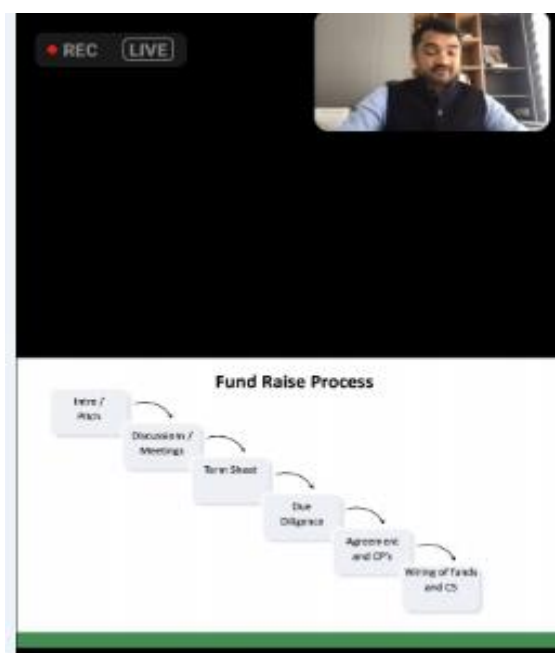 REC LIVE
Fund Raise Process
Intro /
Pitch
Discussions /
Meetings
Term Sheet
Due
Diligence
Agreement
and CP's
Wiring of funds
and CS